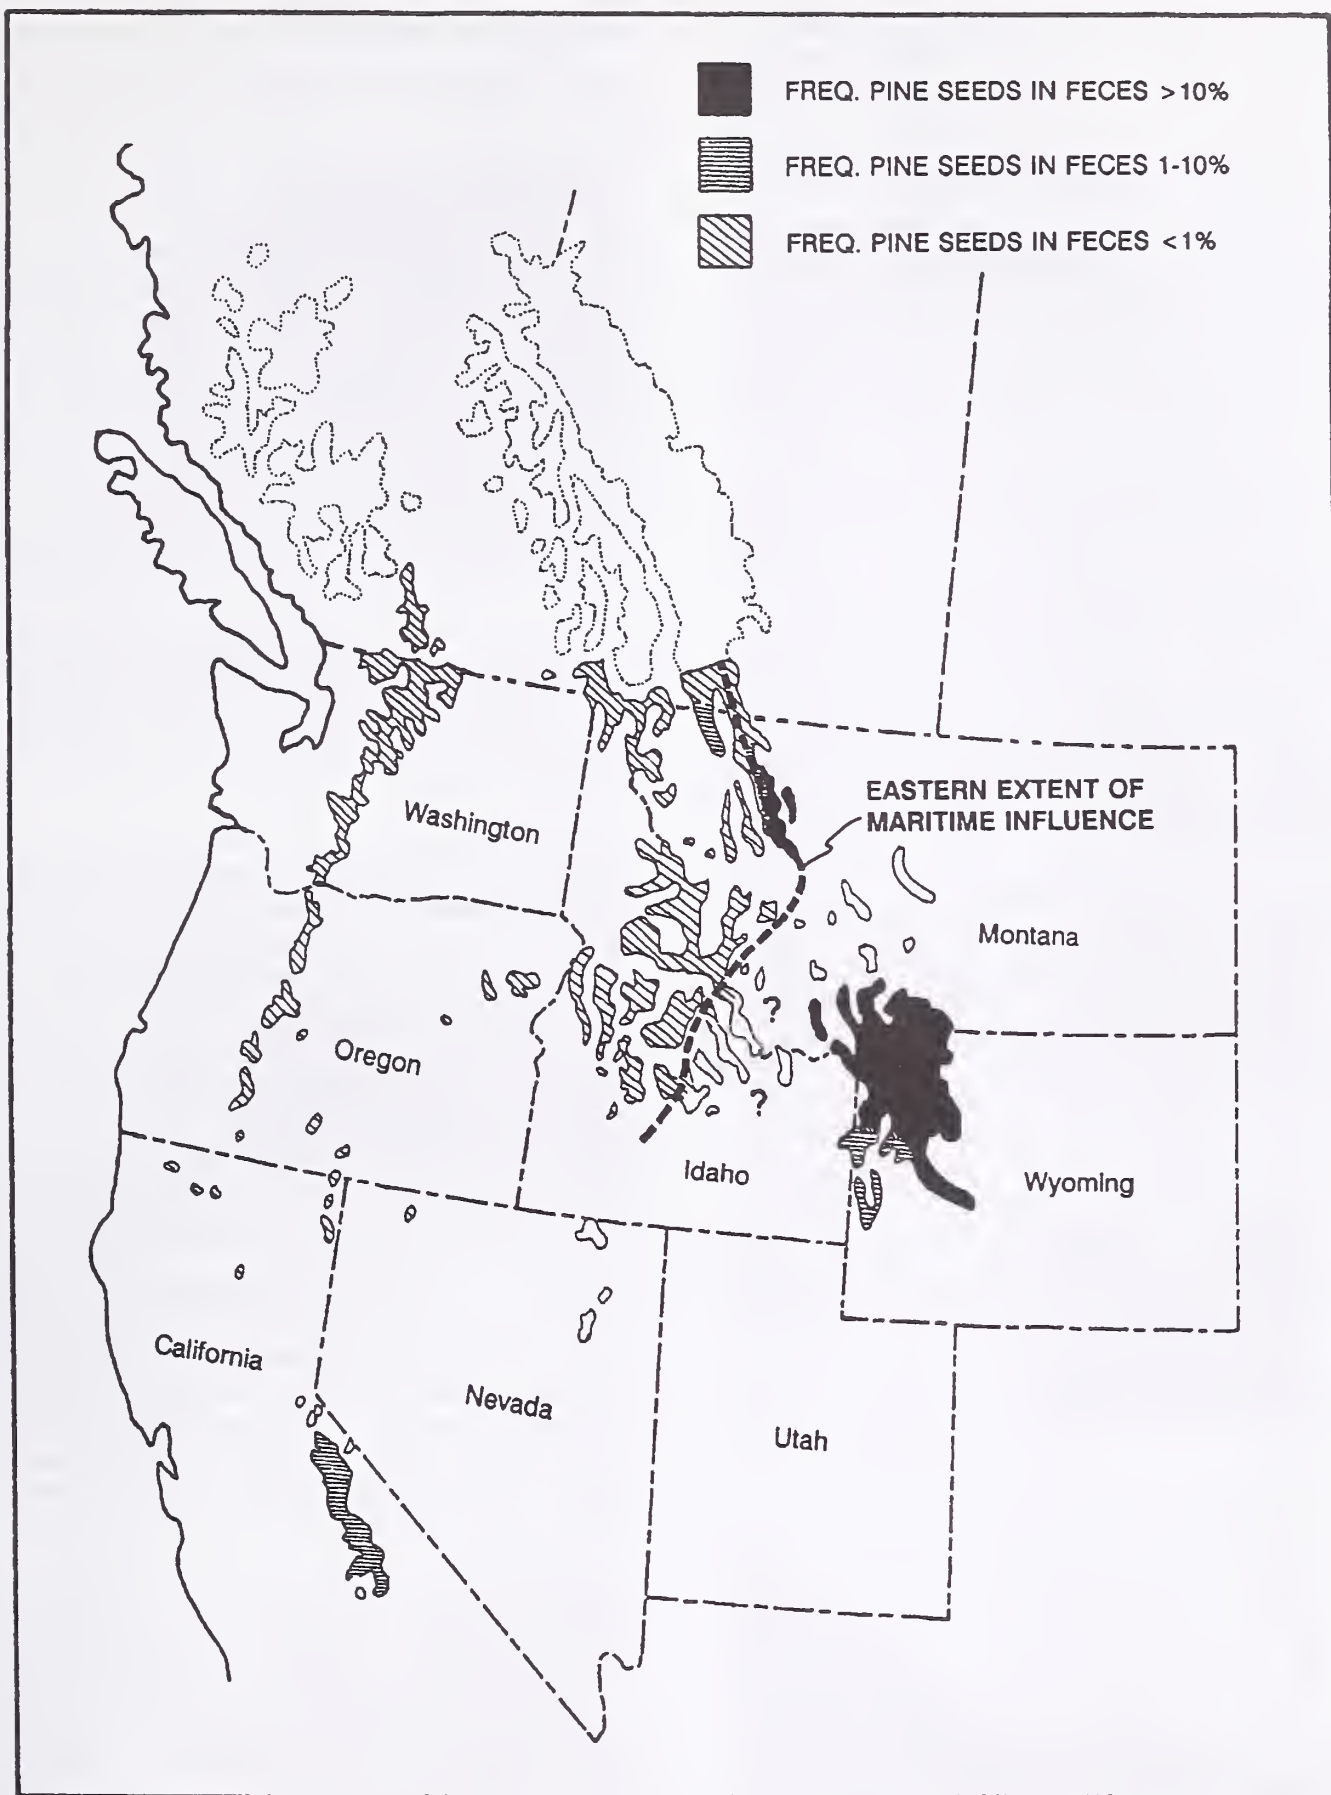 FREQ. PINE SEEDS IN FECES >10%
FREQ. PINE SEEDS IN FECES 1-10%
FREQ. PINE SEEDS IN FECES <1%
EASTERN EXTENT OF
MARITIME INFLUENCE
Washington
Montana
?
Oregon
?
Idaho
Wyoming
California
Nevada
Utah